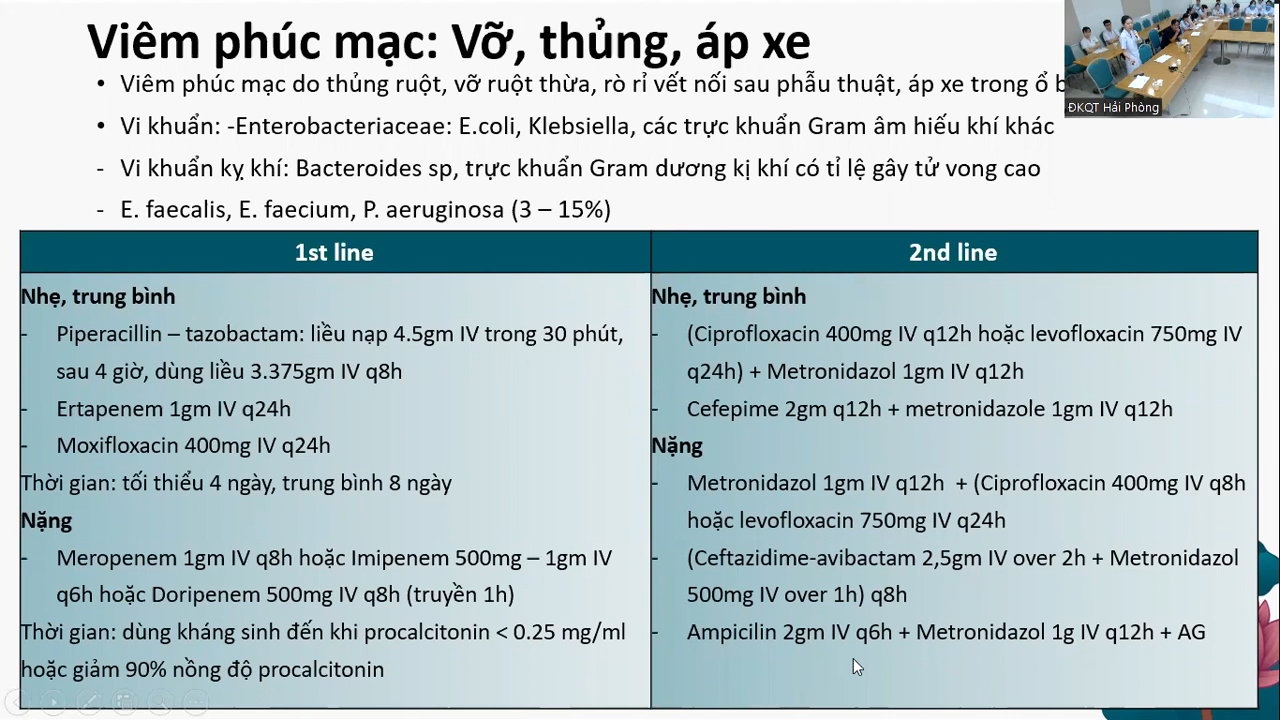 Viêm phúc mạc: Vỡ, thủng, áp xe
• Viêm phúc mạc do thủng ruột, vỡ ruột thừa, rò rỉ vết nối sau phẫu thuật, áp xe trong ổ
• Vi khuẩn: -Enterobacteriaceae: E.coli, Klebsiella, các trực khuẩn Gram âm hiếu khí khác
- Vi khuẩn kỵ khí: Bacteroides sp, trực khuẩn Gram dương kị khí có tỉ lệ gây tử vong cao
- E. faecalis, E. faecium, P. aeruginosa (3 – 15%)
ĐKQT Hải Phòng
1st line
Nhẹ, trung bình
- Piperacillin – tazobactam: liều nạp 4.5gm IV trong 30 phút,
sau 4 giờ, dùng liều 3.375gm IV q8h
- Ertapenem 1gm IV q24h
- Moxifloxacin 400mg IV q24h
Thời gian: tối thiểu 4 ngày, trung bình 8 ngày
Nặng
- Meropenem 1gm IV q8h hoặc Imipenem 500mg – 1gm IV
q6h hoặc Doripenem 500mg IV q8h (truyền 1h)
Thời gian: dùng kháng sinh đến khi procalcitonin < 0.25 mg/ml
hoặc giảm 90% nồng độ procalcitonin
2nd line
Nhẹ, trung bình
- (Ciprofloxacin 400mg IV q12h hoặc levofloxacin 750mg IV
q24h) + Metronidazol 1gm IV q12h
- Cefepime 2gm q12h + metronidazole 1gm IV q12h
Nặng
- Metronidazol 1gm IV q12h + (Ciprofloxacin 400mg IV q8h
hoặc levofloxacin 750mg IV q24h
- (Ceftazidime-avibactam 2,5gm IV over 2h + Metronidazol
500mg IV over 1h) q8h
- Ampicilin 2gm IV q6h + Metronidazol 1g IV q12h + AG